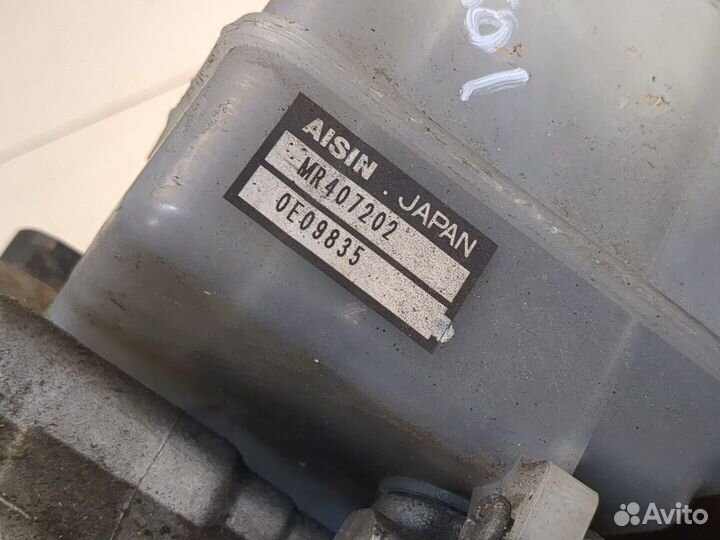 AISIN . JAPAN
MR407202
0E09835
Avito